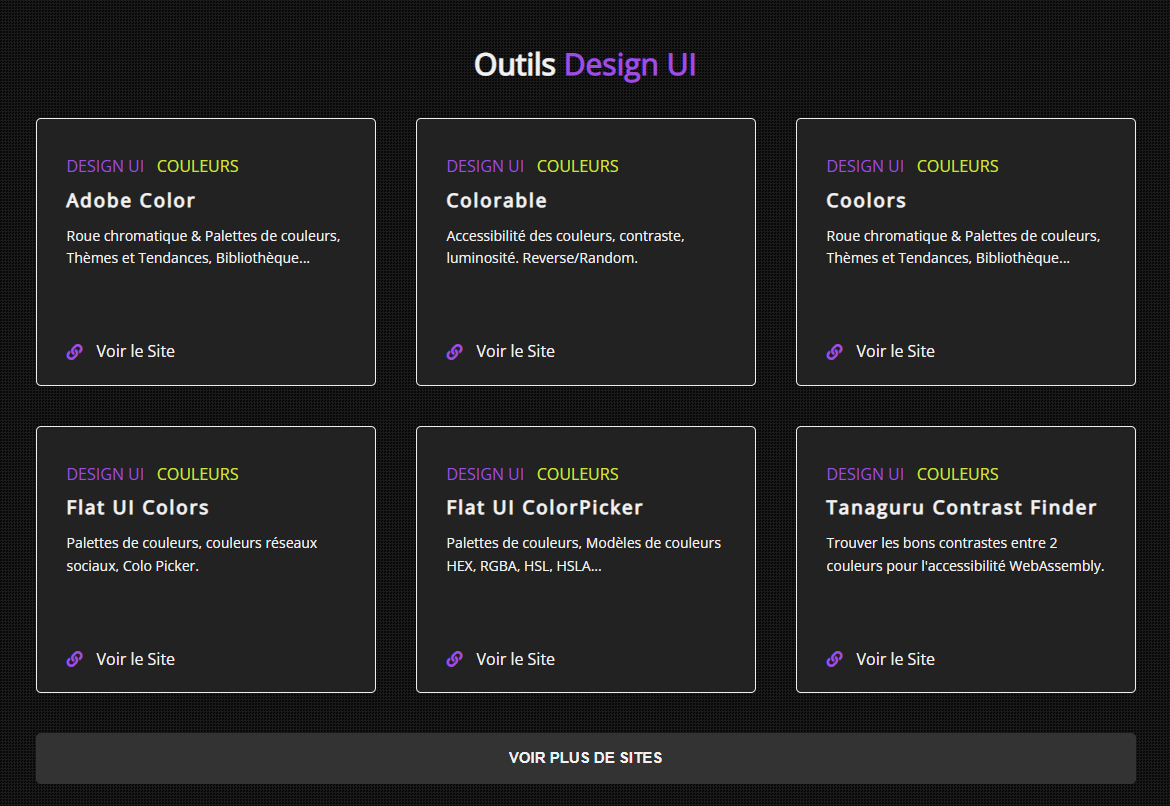 Outils Design UI
DESIGN UI COULEURS
Adobe Color
Roue chromatique & Palettes de couleurs,
Thèmes et Tendances, Bibliothèque...
Voir le Site
DESIGN UI COULEURS
Colorable
Accessibilité des couleurs, contraste,
luminosité. Reverse/Random.
Voir le Site
DESIGN UI COULEURS
Coolors
Roue chromatique & Palettes de couleurs,
Thèmes et Tendances, Bibliothèque...
Voir le Site
DESIGN UI COULEURS
Flat UI Colors
Palettes de couleurs, couleurs réseaux
sociaux, Colo Picker.
Voir le Site
DESIGN UI COULEURS
Flat UI ColorPicker
Palettes de couleurs, Modèles de couleurs
HEX, RGBA, HSL, HSLA...
Voir le Site
DESIGN UI COULEURS
Tanaguru Contrast Finder
Trouver les bons contrastes entre 2
couleurs pour l'accessibilité WebAssembly.
Voir le Site
VOIR PLUS DE SITES